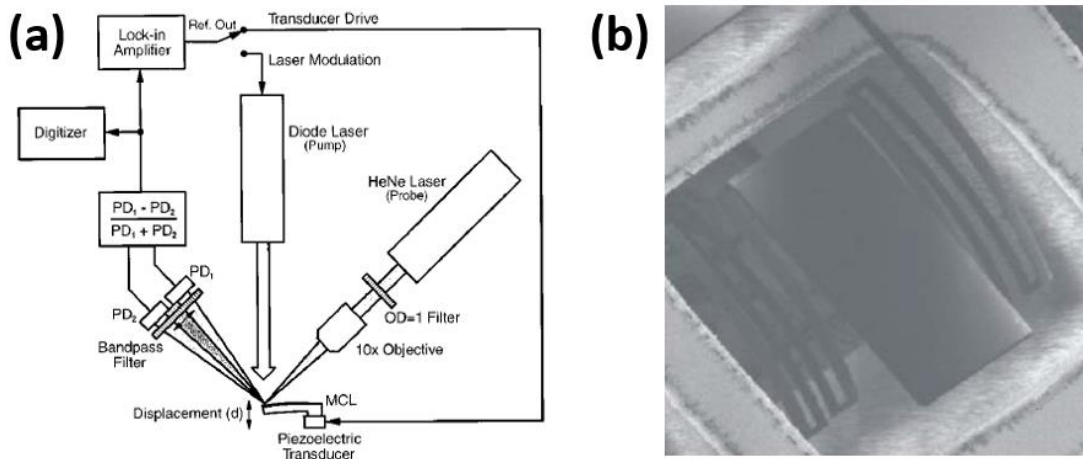 (a)
Lock-in
Amplifier
Ref. Out
Transducer Drive
Laser Modulation
Digitizer
Diode Laser
(Pump)
HeNe Laser
(Probe)
PD₁ - PD₂
PD₁ + PD₂
PD₁
PD₂
OD=1 Filter
Bandpass
Filter
10x Objective
MCL
Displacement (d)
Piezoelectric
Transducer
(b)